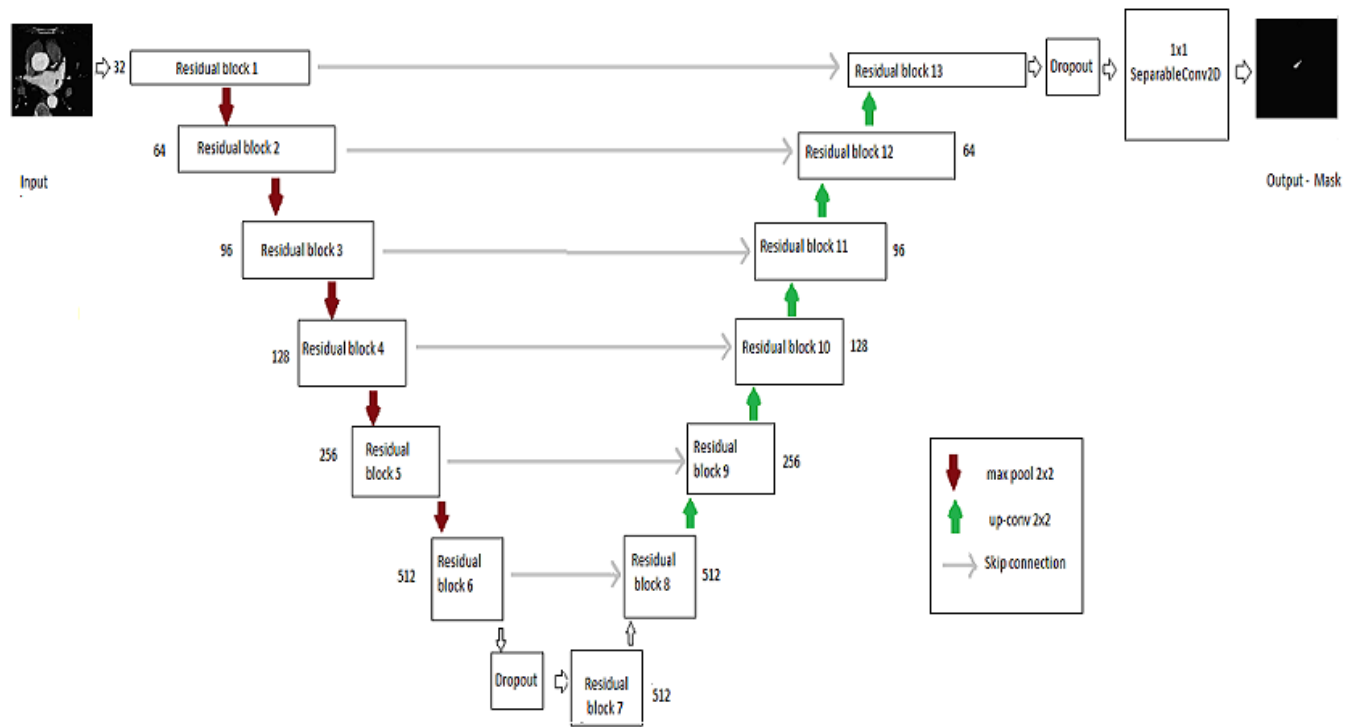 32
Residual block 1
Residual block 13
Dropout
1x1
SeparableConv2D
64
Residual block 2
Residual block 12
64
Input
Output - Mask
96
Residual block 3
Residual block 11
96
128
Residual block 4
Residual block 10
128
256
Residual
block 5
Residual
block 9
256
max pool 2x2
up-conv 2x2
Skip connection
512
Residual
block 6
Residual
block 8
512
Dropout
Residual
block 7
512